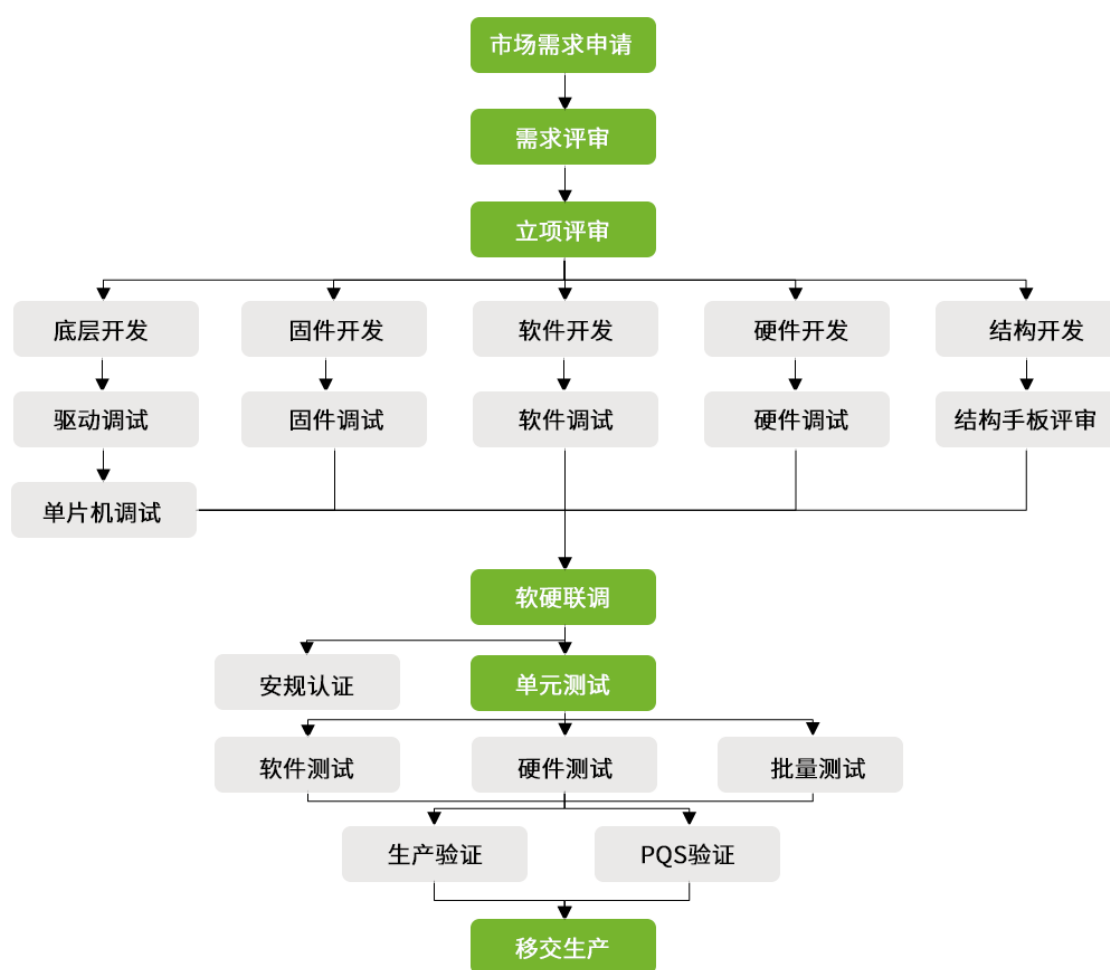 市场需求申请
需求评审
立项评审
底层开发
固件开发
软件开发
硬件开发
结构开发
驱动调试
固件调试
软件调试
硬件调试
结构手板评审
单片机调试
软硬联调
安规认证
单元测试
软件测试
硬件测试
批量测试
生产验证
PQS验证
移交生产